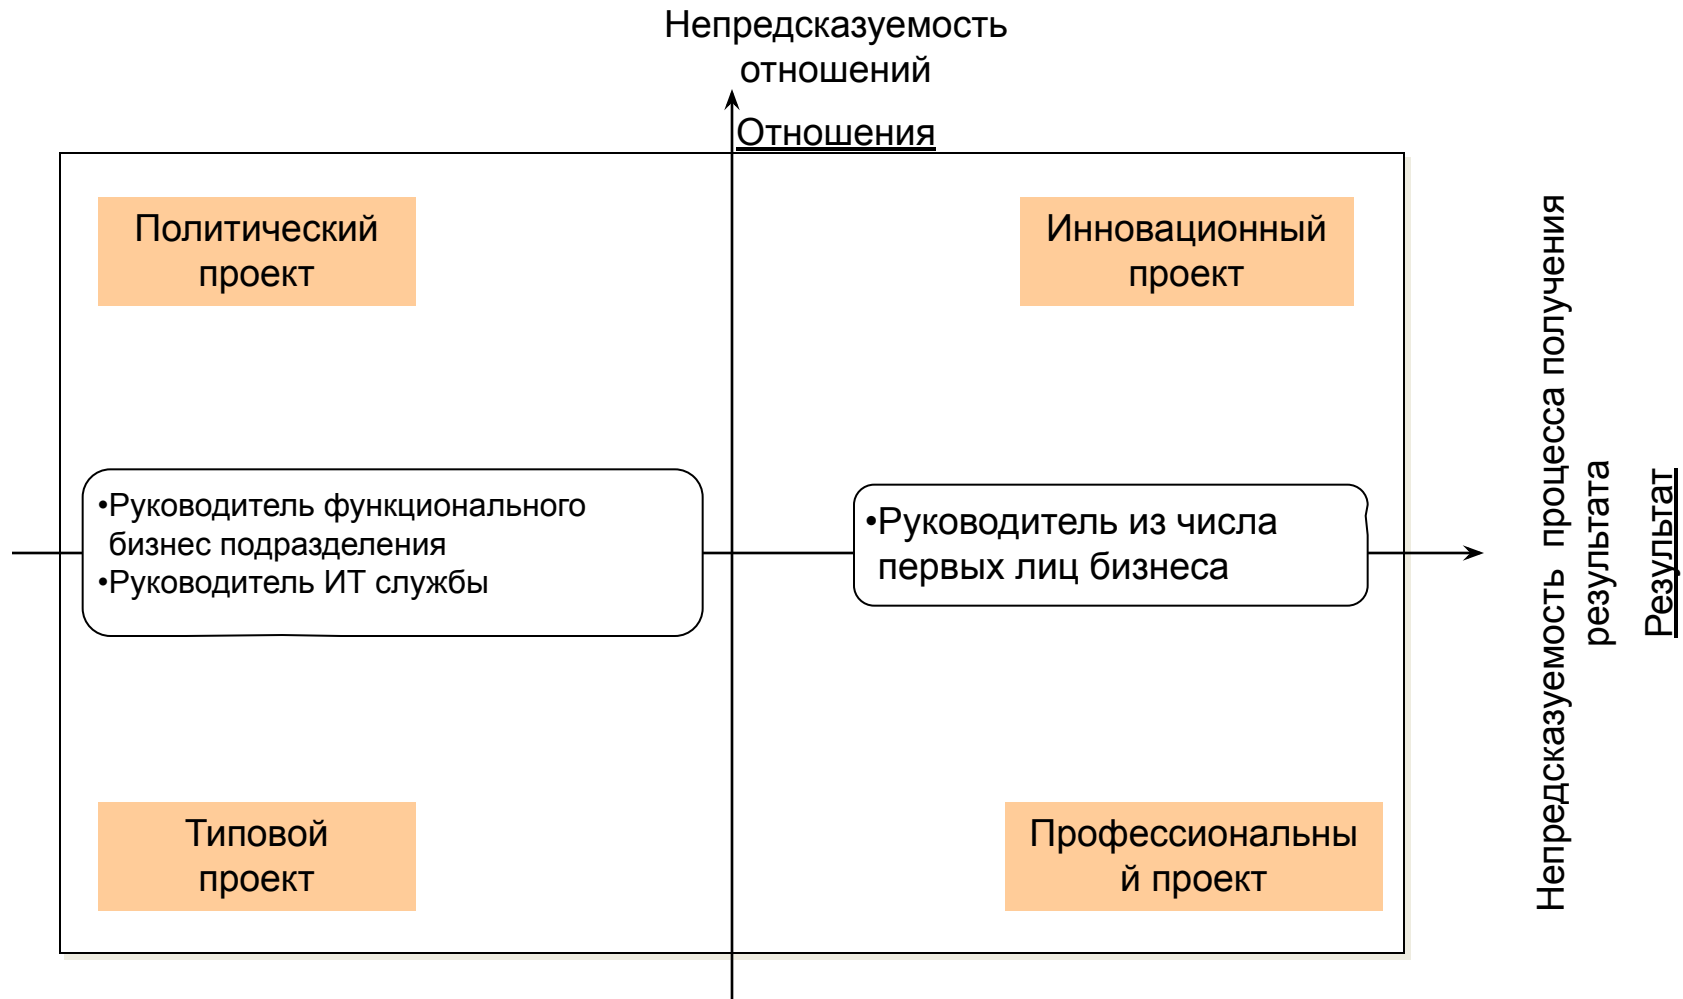 Непредсказуемость
отношений
Отношения
Политический
проект
Инновационный
проект
•Руководитель функционального
бизнес подразделения
•Руководитель ИТ службы
•Руководитель из числа
первых лиц бизнеса
Типовой
проект
Профессиональны
й проект
Непредсказуемость процесса получения
результата
Результат